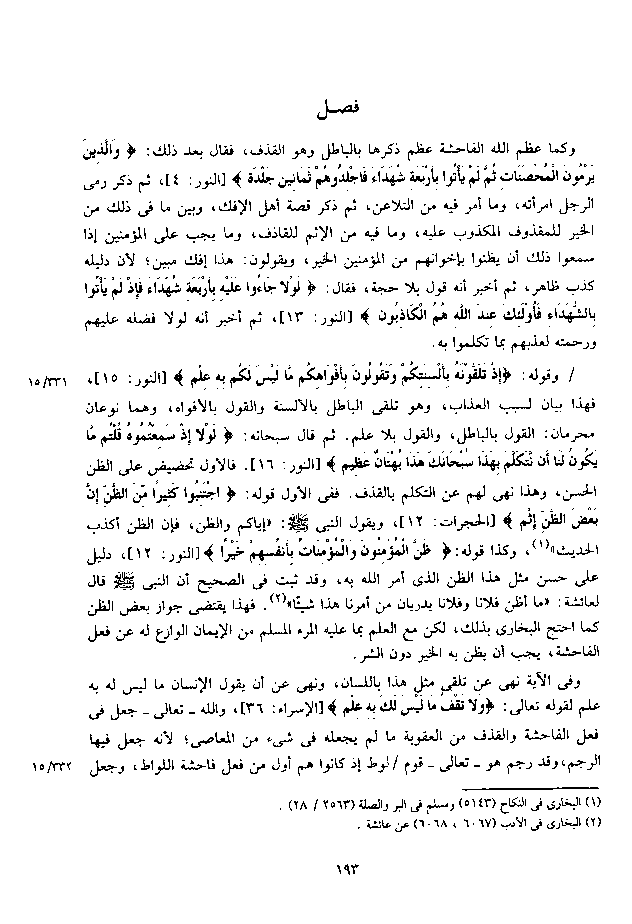 فصـل
وكما عظم الله الفاحشة عظم ذكرها بالباطل وهو القذف، فقال بعد ذلك: ﴿ وَالَّذِينَ
يَرْمُونَ الْمُحْصَنَاتِ ثُمَّ لَمْ يَأْتُوا بِأَرْبَعَةِ شُهَدَاءَ فَاجْلِدُوهُمْ ثَمَانِينَ جَلْدَةً ﴾ [النور: ٤]، ثم ذكر رمى
الرجل امرأته، وما أمر فيه من التلاعن، ثم ذكر قصة أهل الإفك، وبين ما فى ذلك من
الخير للمقذوف المكذوب عليه، وما فيه من الإثم للقاذف، وما يجب على المؤمنين إذا
سمعوا ذلك أن يظنوا بإخوانهم من المؤمنين الخير، ويقولون: هذا إفك مبين؛ لأن دليله
كذب ظاهر، ثم أخبر أنه قول بلا حجة، فقال: ﴿ لَوْلا جَاءُوا عَلَيْهِ بِأَرْبَعَةِ شُهَدَاءَ فَإِذْ لَمْ يَأْتُوا
بِالشُّهَدَاءِ فَأُوْلَئِكَ عِندَ اللَّهِ هُمُ الْكَاذِبُونَ ﴾ [النور: ١٣]، ثم أخبر أنه لولا فضله عليهم
ورحمته لعذبهم بما تكلموا به.
/ وقوله: ﴿إِذْ تَلَقَّوْنَهُ بِأَلْسِنَتِكُمْ وَتَقُولُونَ بِأَفْوَاهِكُم مَّا لَيْسَ لَكُم بِهِ عِلْمٌ ﴾ [النور: ١٥]، ١٥/٣٣١
فهذا بيان لسبب العذاب، وهو تلقى الباطل بالألسنة والقول بالأفواه، وهما نوعان
محرمان: القول بالباطل، والقول بلا علم. ثم قال سبحانه: ﴿ لَوْلا إِذْ سَمِعْتُمُوهُ قُلْتُم مَّا
يَكُونُ لَنَا أَن نَّتَكَلَّمَ بِهَذَا سُبْحَانَكَ هَذَا بُهْتَانٌ عَظِيمٌ ﴾ [النور: ١٦]. فالأول تحضيض على الظن
الحسن، وهذا نهى لهم عن التكلم بالقذف. ففى الأول قوله: ﴿ اجْتَنِبُوا كَثِيرًا مِّنَ الظَّنِّ إِنَّ
بَعْضَ الظَّنِّ إِثْمٌ ﴾ [الحجرات: ١٢]، ويقول النبى ﷺ: «إياكم والظن، فإن الظن أكذب
الحديث»(١)، وكذا قوله: ﴿ ظَنَّ الْمُؤْمِنُونَ وَالْمُؤْمِنَاتُ بِأَنفُسِهِمْ خَيْرًا ﴾ [النور: ١٢]، دليل
على حسن مثل هذا الظن الذى أمر الله به، وقد ثبت فى الصحيح أن النبى ﷺ قال
لعائشة: «ما أظن فلانا وفلانا يدريان من أمرنا هذا شيئًا»(٢). فهذا يقتضى جواز بعض الظن
كما احتج البخارى بذلك، لكن مع العلم بما عليه المرء المسلم من الإيمان الوازع له عن فعل
الفاحشة، يجب أن يظن به الخير دون الشر.
وفى الآية نهى عن تلقى مثل هذا باللسان، ونهى عن أن يقول الإنسان ما ليس له به
علم لقوله تعالى: ﴿وَلا تَقْفُ مَا لَيْسَ لَكَ بِهِ عِلْمٌ ﴾ [الإسراء: ٣٦]، والله ـ تعالى ـ جعل فى
فعل الفاحشة والقذف من العقوبة ما لم يجعله فى شىء من المعاصى؛ لأنه جعل فيها
الرجم، وقد رجم هو ـ تعالى ـ قوم / لوط إذ كانوا هم أول من فعل فاحشة اللواط، وجعل ١٥/٣٣٢
(١) البخارى فى النكاح (٥١٤٣) ومسلم فى البر والصلة (٢٥٦٣ / ٢٨) .
(٢) البخارى فى الأدب (٦٠٦٧ ، ٦٠٦٨) عن عائشة .
١٩٣